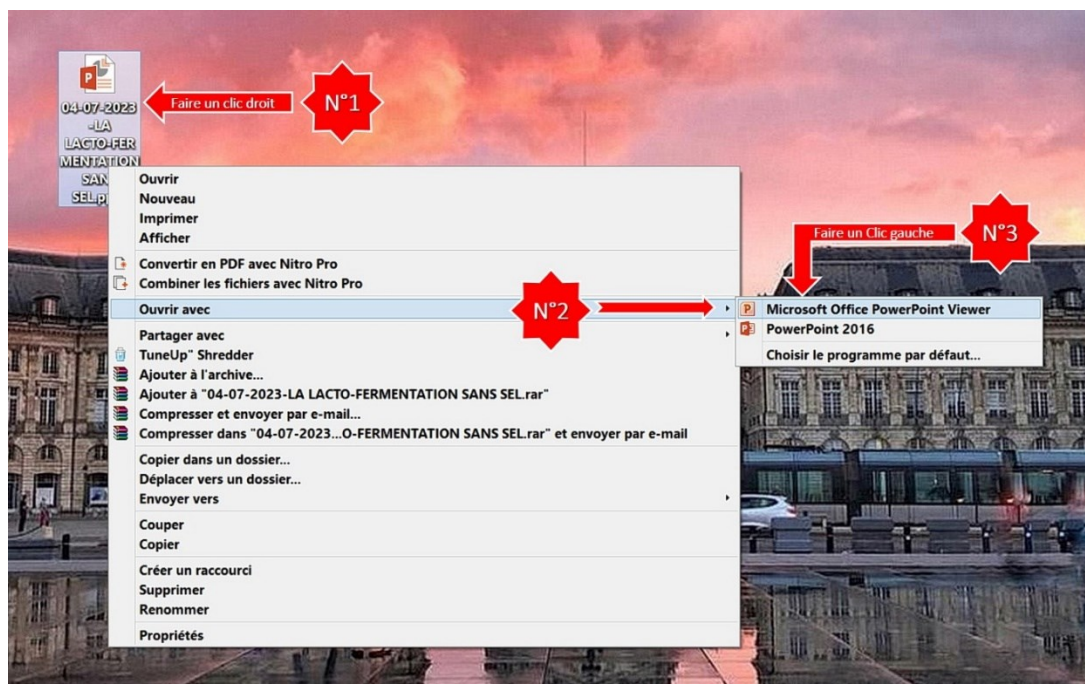 04-07-2023
-LA
LACTO-FER
MENTATION
SAN
SEL.p
Faire un clic droit
N°1
Ouvrir
Nouveau
Imprimer
Afficher
Convertir en PDF avec Nitro Pro
Combiner les fichiers avec Nitro Pro
Ouvrir avec
N°2
Faire un Clic gauche
N°3
Microsoft Office PowerPoint Viewer
PowerPoint 2016
Choisir le programme par défaut...
Partager avec
TuneUp" Shredder
Ajouter à l'archive...
Ajouter à "04-07-2023-LA LACTO-FERMENTATION SANS SEL.rar"
Compresser et envoyer par e-mail...
Compresser dans "04-07-2023...O-FERMENTATION SANS SEL.rar" et envoyer par e-mail
Copier dans un dossier...
Déplacer vers un dossier...
Envoyer vers
Couper
Copier
Créer un raccourci
Supprimer
Renommer
Propriétés